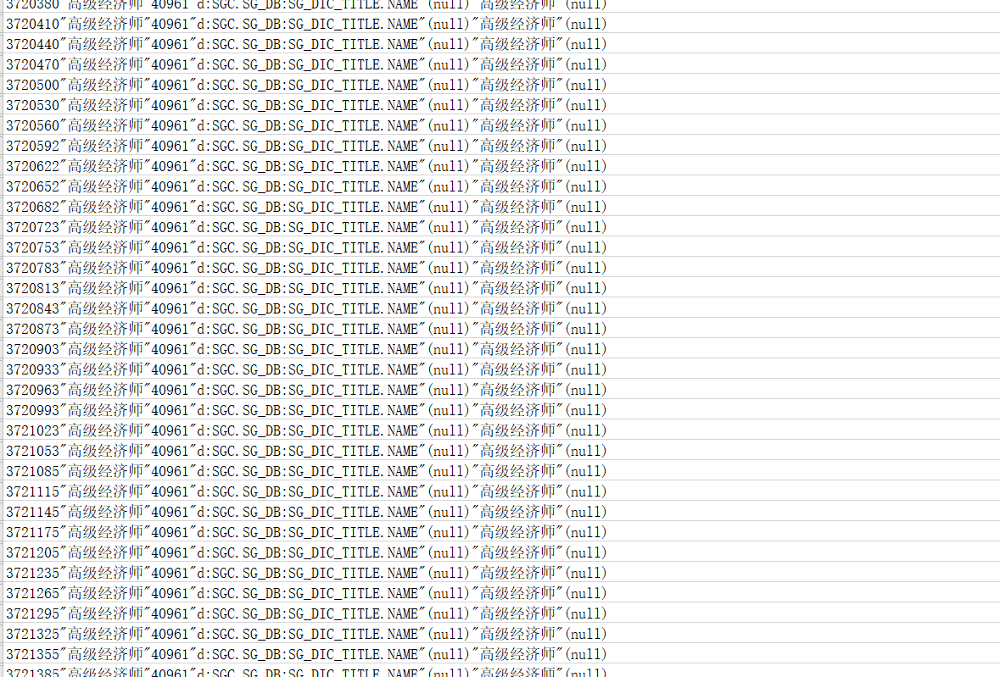 3720380"高级经济师"40961"d:SGC.SG_DB:SG_DIC_TITLE.NAME"(null)"高级经济师"(null)
3720410"高级经济师"40961"d:SGC.SG_DB:SG_DIC_TITLE.NAME"(null)"高级经济师"(null)
3720440"高级经济师"40961"d:SGC.SG_DB:SG_DIC_TITLE.NAME"(null)"高级经济师"(null)
3720470"高级经济师"40961"d:SGC.SG_DB:SG_DIC_TITLE.NAME"(null)"高级经济师"(null)
3720500"高级经济师"40961"d:SGC.SG_DB:SG_DIC_TITLE.NAME"(null)"高级经济师"(null)
3720530"高级经济师"40961"d:SGC.SG_DB:SG_DIC_TITLE.NAME"(null)"高级经济师"(null)
3720560"高级经济师"40961"d:SGC.SG_DB:SG_DIC_TITLE.NAME"(null)"高级经济师"(null)
3720592"高级经济师"40961"d:SGC.SG_DB:SG_DIC_TITLE.NAME"(null)"高级经济师"(null)
3720622"高级经济师"40961"d:SGC.SG_DB:SG_DIC_TITLE.NAME"(null)"高级经济师"(null)
3720652"高级经济师"40961"d:SGC.SG_DB:SG_DIC_TITLE.NAME"(null)"高级经济师"(null)
3720682"高级经济师"40961"d:SGC.SG_DB:SG_DIC_TITLE.NAME"(null)"高级经济师"(null)
3720723"高级经济师"40961"d:SGC.SG_DB:SG_DIC_TITLE.NAME"(null)"高级经济师"(null)
3720753"高级经济师"40961"d:SGC.SG_DB:SG_DIC_TITLE.NAME"(null)"高级经济师"(null)
3720783"高级经济师"40961"d:SGC.SG_DB:SG_DIC_TITLE.NAME"(null)"高级经济师"(null)
3720813"高级经济师"40961"d:SGC.SG_DB:SG_DIC_TITLE.NAME"(null)"高级经济师"(null)
3720843"高级经济师"40961"d:SGC.SG_DB:SG_DIC_TITLE.NAME"(null)"高级经济师"(null)
3720873"高级经济师"40961"d:SGC.SG_DB:SG_DIC_TITLE.NAME"(null)"高级经济师"(null)
3720903"高级经济师"40961"d:SGC.SG_DB:SG_DIC_TITLE.NAME"(null)"高级经济师"(null)
3720933"高级经济师"40961"d:SGC.SG_DB:SG_DIC_TITLE.NAME"(null)"高级经济师"(null)
3720963"高级经济师"40961"d:SGC.SG_DB:SG_DIC_TITLE.NAME"(null)"高级经济师"(null)
3720993"高级经济师"40961"d:SGC.SG_DB:SG_DIC_TITLE.NAME"(null)"高级经济师"(null)
3721023"高级经济师"40961"d:SGC.SG_DB:SG_DIC_TITLE.NAME"(null)"高级经济师"(null)
3721053"高级经济师"40961"d:SGC.SG_DB:SG_DIC_TITLE.NAME"(null)"高级经济师"(null)
3721085"高级经济师"40961"d:SGC.SG_DB:SG_DIC_TITLE.NAME"(null)"高级经济师"(null)
3721115"高级经济师"40961"d:SGC.SG_DB:SG_DIC_TITLE.NAME"(null)"高级经济师"(null)
3721145"高级经济师"40961"d:SGC.SG_DB:SG_DIC_TITLE.NAME"(null)"高级经济师"(null)
3721175"高级经济师"40961"d:SGC.SG_DB:SG_DIC_TITLE.NAME"(null)"高级经济师"(null)
3721205"高级经济师"40961"d:SGC.SG_DB:SG_DIC_TITLE.NAME"(null)"高级经济师"(null)
3721235"高级经济师"40961"d:SGC.SG_DB:SG_DIC_TITLE.NAME"(null)"高级经济师"(null)
3721265"高级经济师"40961"d:SGC.SG_DB:SG_DIC_TITLE.NAME"(null)"高级经济师"(null)
3721295"高级经济师"40961"d:SGC.SG_DB:SG_DIC_TITLE.NAME"(null)"高级经济师"(null)
3721325"高级经济师"40961"d:SGC.SG_DB:SG_DIC_TITLE.NAME"(null)"高级经济师"(null)
3721355"高级经济师"40961"d:SGC.SG_DB:SG_DIC_TITLE.NAME"(null)"高级经济师"(null)
3721385"高级经济师"40961"d:SGC.SG_DB:SG_DIC_TITLE.NAME"(null)"高级经济师"(null)